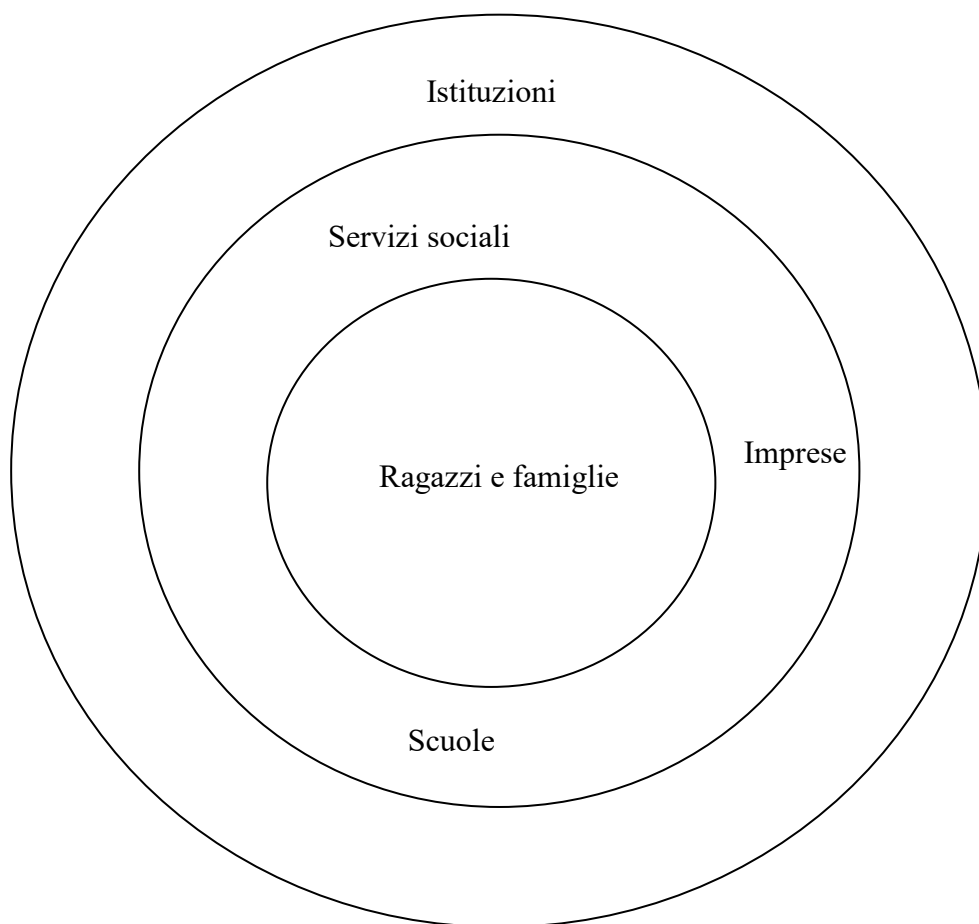 Istituzioni
Servizi sociali
Imprese
Ragazzi e famiglie
Scuole